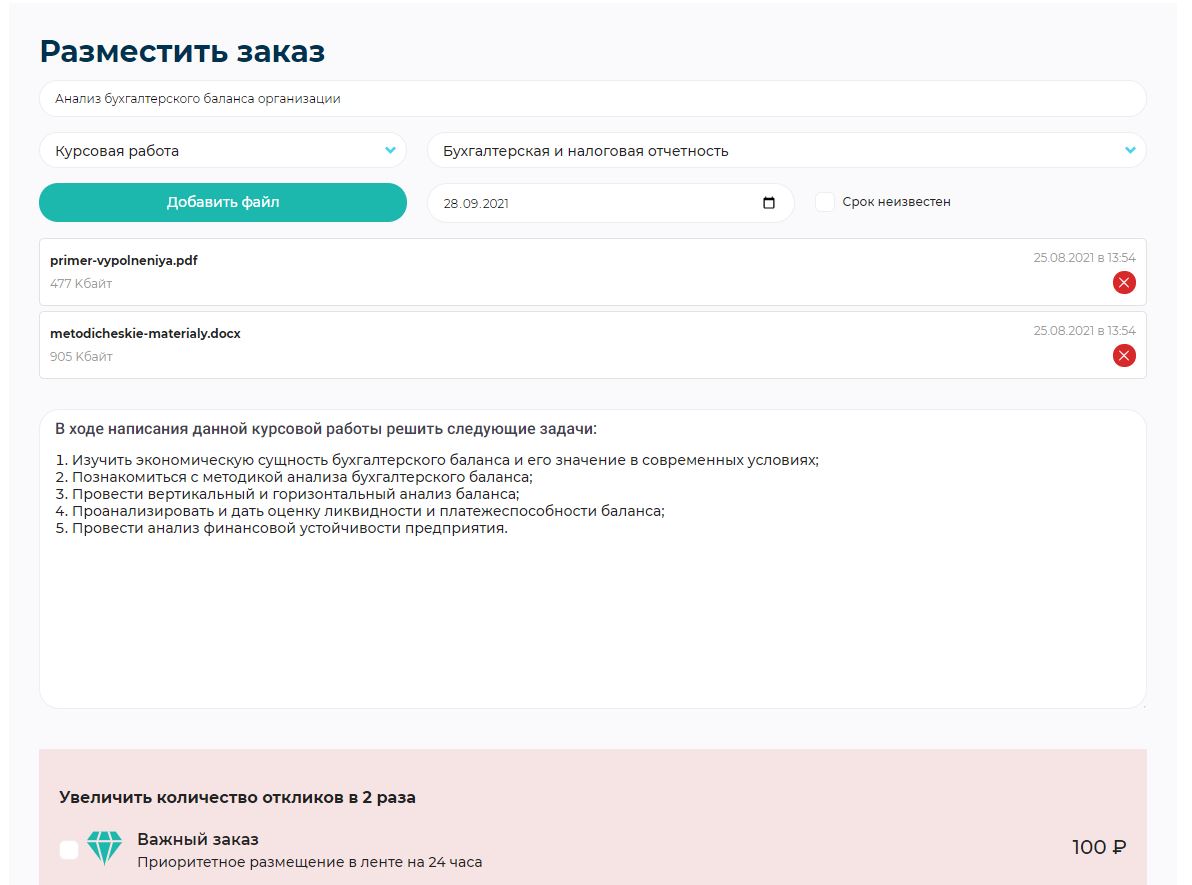 Разместить заказ
Анализ бухгалтерского баланса организации
Курсовая работа
Бухгалтерская и налоговая отчетность
Добавить файл
28.09.2021
Срок неизвестен
primer-vypolneniya.pdf
25.08.2021 в 13:54
477 Кбайт
metodicheskie-materialy.docx
25.08.2021 в 13:54
905 Кбайт
В ходе написания данной курсовой работы решить следующие задачи:
1. Изучить экономическую сущность бухгалтерского баланса и его значение в современных условиях;
2. Познакомиться с методикой анализа бухгалтерского баланса;
3. Провести вертикальный и горизонтальный анализ баланса;
4. Проанализировать и дать оценку ликвидности и платежеспособности баланса;
5. Провести анализ финансовой устойчивости предприятия.
Увеличить количество откликов в 2 раза
Важный заказ
100 ₽
Приоритетное размещение в ленте на 24 часа